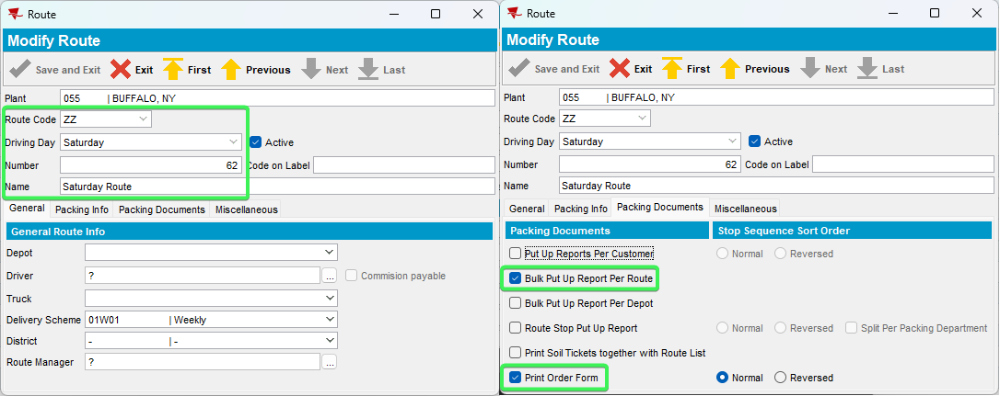 Route
Modify Route
Save and Exit Exit First Previous Next Last
Plant 055 | BUFFALO, NY
Route Code ZZ
Driving Day Saturday Active
Number 62 Code on Label
Name Saturday Route
General Packing Info Packing Documents Miscellaneous
General Route Info
Depot
Driver ? ... Commision payable
Truck
Delivery Scheme 01W01 | Weekly
District - | -
Route Manager ? ...
Route
Modify Route
Save and Exit Exit First Previous Next Last
Plant 055 | BUFFALO, NY
Route Code ZZ
Driving Day Saturday Active
Number 62 Code on Label
Name Saturday Route
General Packing Info Packing Documents Miscellaneous
Packing Documents Stop Sequence Sort Order
Put Up Reports Per Customer Normal Reversed
Bulk Put Up Report Per Route
Bulk Put Up Report Per Depot
Route Stop Put Up Report Normal Reversed Split Per Packing Department
Print Soil Tickets together with Route List
Print Order Form Normal Reversed